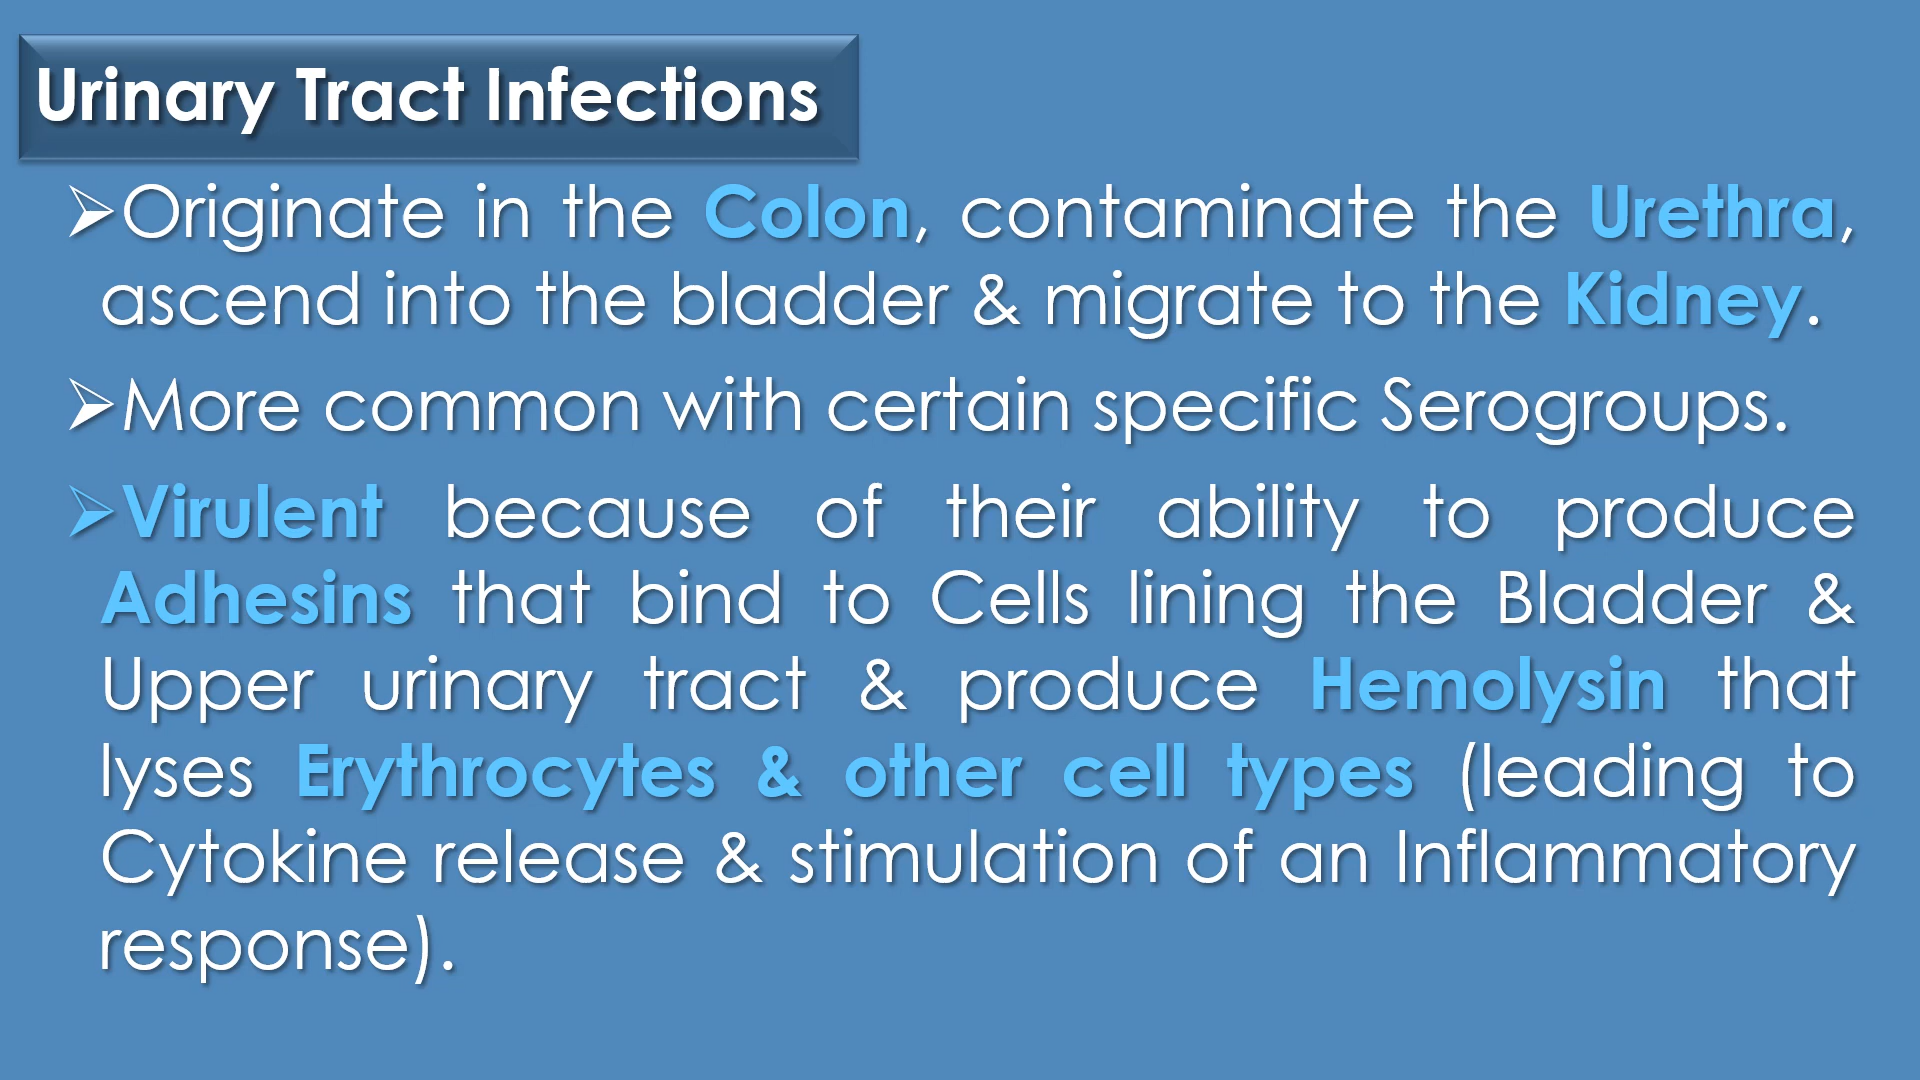 Urinary Tract Infections
➢Originate in the Colon, contaminate the Urethra,
ascend into the bladder & migrate to the Kidney.
➢More common with certain specific Serogroups.
➢Virulent because of their ability to produce
Adhesins that bind to Cells lining the Bladder &
Upper urinary tract & produce Hemolysin that
lyses Erythrocytes & other cell types (leading to
Cytokine release & stimulation of an Inflammatory
response).